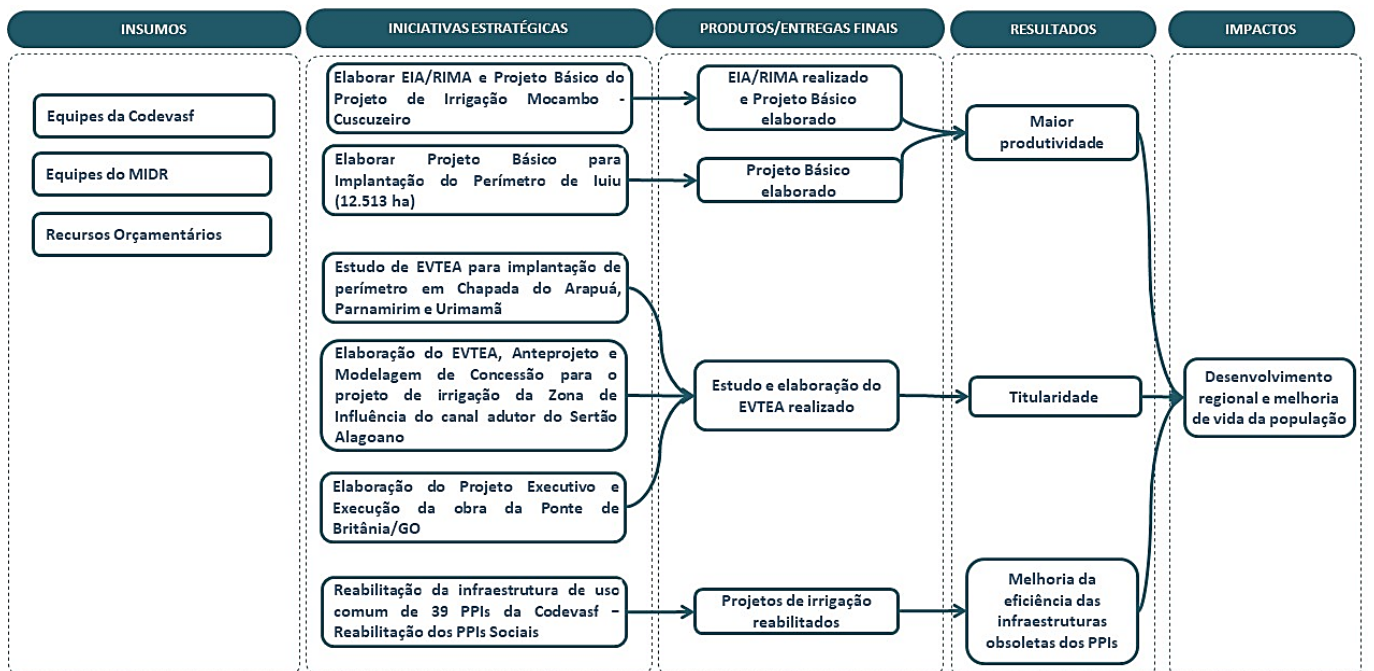 INSUMOS
INICIATIVAS ESTRATÉGICAS
PRODUTOS/ENTREGAS FINAIS
RESULTADOS
IMPACTOS
Equipes da Codevasf
Equipes do MIDR
Recursos Orçamentários
Elaborar EIA/RIMA e Projeto Básico do
Projeto de Irrigação Mocambo -
Cuscuzeiro
Elaborar Projeto Básico para
Implantação do Perímetro de Iuiu
(12.513 ha)
Estudo de EVTEA para implantação de
perímetro em Chapada do Arapuá,
Parnamirim e Urimamã
Elaboração do EVTEA, Anteprojeto e
Modelagem de Concessão para o
projeto de irrigação da Zona de
Influência do canal adutor do Sertão
Alagoano
Elaboração do Projeto Executivo e
Execução da obra da Ponte de
Britânia/GO
Reabilitação da infraestrutura de uso
comum de 39 PPIs da Codevasf –
Reabilitação dos PPIs Sociais
EIA/RIMA realizado
e Projeto Básico
elaborado
Projeto Básico
elaborado
Estudo e elaboração do
EVTEA realizado
Projetos de irrigação
reabilitados
Maior
produtividade
Titularidade
Melhoria da
eficiência das
infraestruturas
obsoletas dos PPIs
Desenvolvimento
regional e melhoria
de vida da população